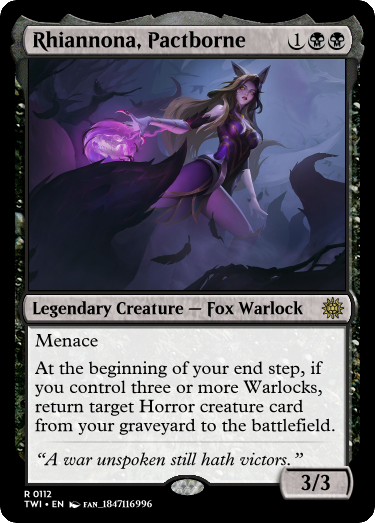 Rhiannona, Pactborne 1
Legendary Creature — Fox Warlock
Menace
At the beginning of your end step, if
you control three or more Warlocks,
return target Horror creature card
from your graveyard to the battlefield.
“A war unspoken still hath victors.”
3/3
R 0112
TWI • EN FAN_1847116996